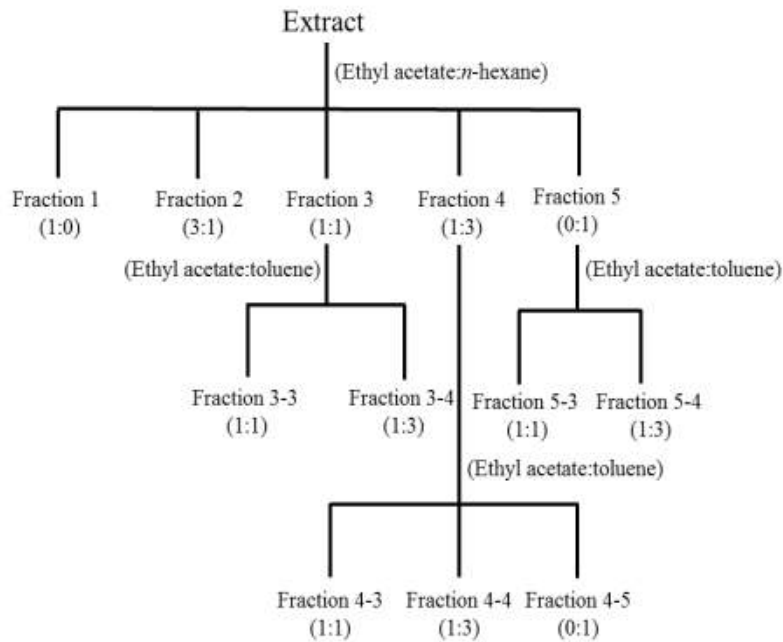 Extract
(Ethyl acetate:n-hexane)
Fraction 1
(1:0)
Fraction 2
(3:1)
Fraction 3
(1:1)
Fraction 4
(1:3)
Fraction 5
(0:1)
(Ethyl acetate:toluene)
(Ethyl acetate:toluene)
Fraction 3-3
(1:1)
Fraction 3-4
(1:3)
Fraction 5-3
(1:1)
Fraction 5-4
(1:3)
(Ethyl acetate:toluene)
Fraction 4-3
(1:1)
Fraction 4-4
(1:3)
Fraction 4-5
(0:1)